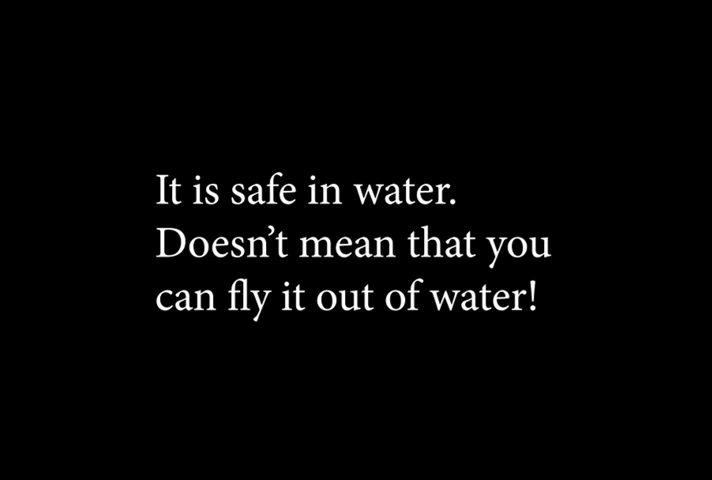 It is safe in water.
Doesn’t mean that you
can fly it out of water!